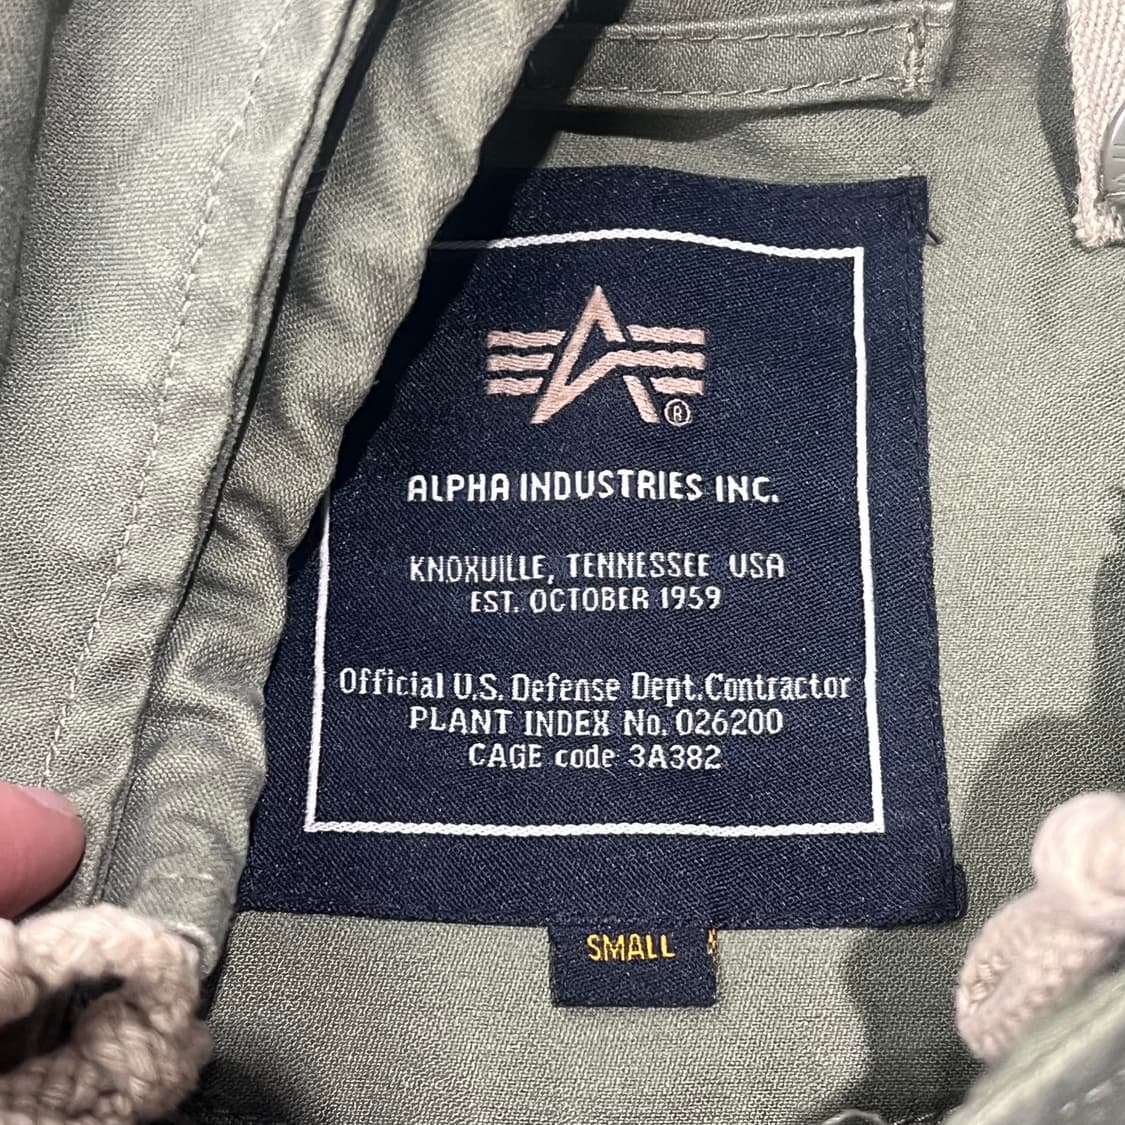 ®
ALPHA INDUSTRIES INC.
KNOXVILLE, TENNESSEE USA
EST. OCTOBER 1959
Official U.S. Defense Dept.Contractor
PLANT INDEX No. 026200
CAGE code 3A382
SMALL